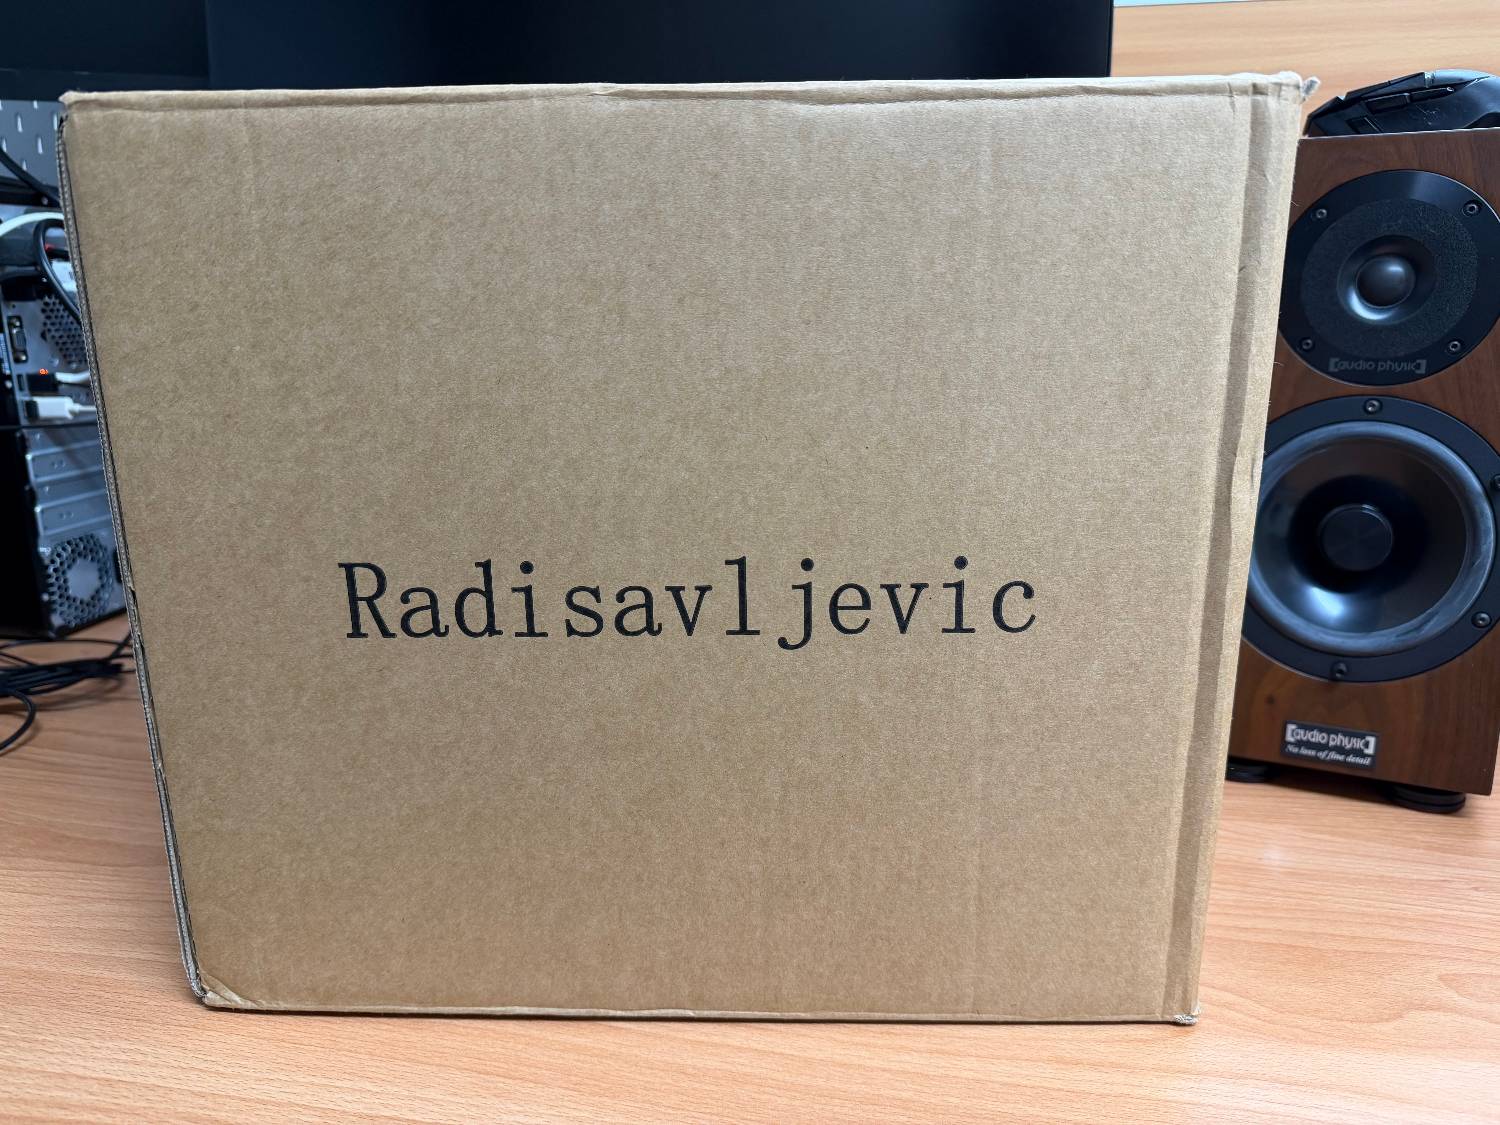 Radisavljevic
[audio physic]
[audio physic]
No loss of fine detail